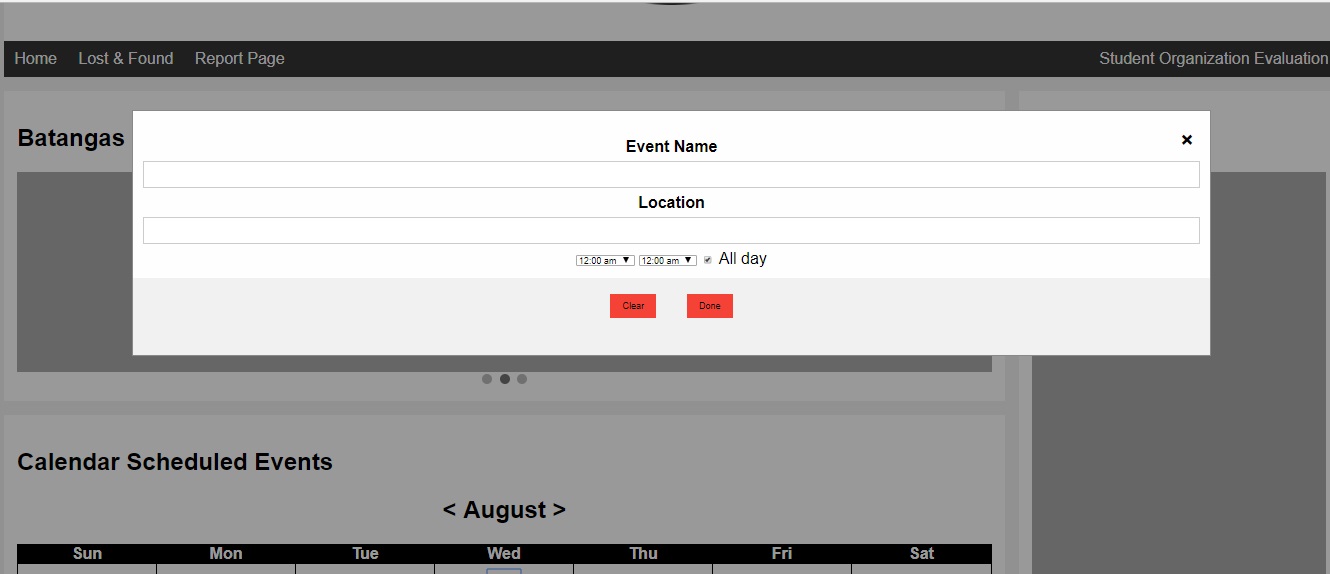 Home Lost & Found Report Page Student Organization Evaluation
Batangas
×
Event Name
Location
12:00 am ▼ 12:00 am ▼ All day
Clear Done
Calendar Scheduled Events
< August >
Sun Mon Tue Wed Thu Fri Sat